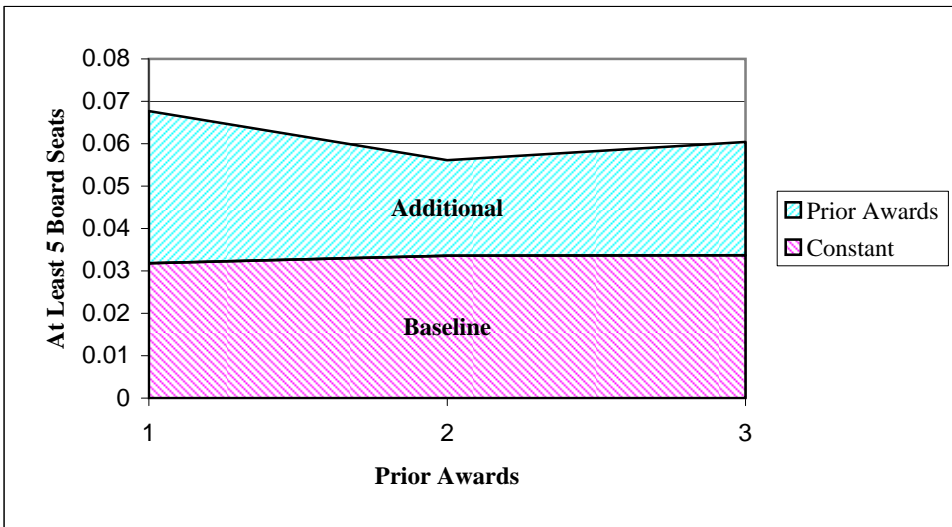 0.08
0.07
0.06
0.05
0.04
0.03
0.02
0.01
0
At Least 5 Board Seats
Additional
Baseline
1 2 3
Prior Awards
Prior Awards
Constant